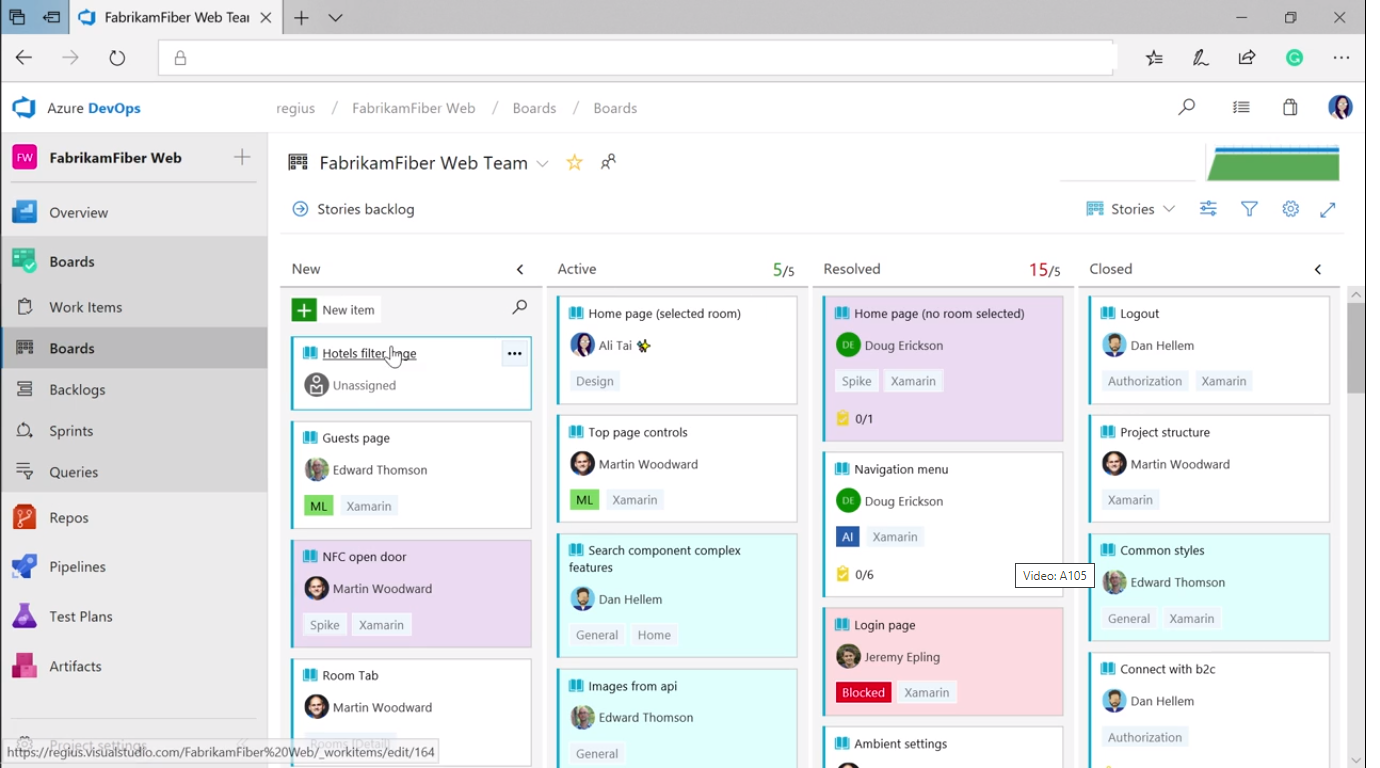 FabrikamFiber Web Tear
Azure DevOps
regius / FabrikamFiber Web / Boards / Boards
FW FabrikamFiber Web
FabrikamFiber Web Team
Overview
Stories backlog
Stories
Boards
Work Items
Boards
Backlogs
Sprints
Queries
Repos
Pipelines
Test Plans
Artifacts
Project settings
https://regius.visualstudio.com/FabrikamFiber%20Web/_workitems/edit/164
New
New item
Hotels filter
Unassigned
Guests page
Edward Thomson
ML Xamarin
NFC open door
Martin Woodward
Spike Xamarin
Room Tab
Martin Woodward
Rooms [Detail]
Active 5/5
Home page (selected room)
Ali Tai
Design
Top page controls
Martin Woodward
ML Xamarin
Search component complex
features
Dan Hellem
General Home
Images from api
Edward Thomson
General
Resolved 15/5
Home page (no room selected)
DE Doug Erickson
Spike Xamarin
0/1
Navigation menu
DE Doug Erickson
AI Xamarin
0/6
Video: A105
Login page
Jeremy Epling
Blocked Xamarin
Ambient settings
Closed
Logout
Dan Hellem
Authorization Xamarin
Project structure
Martin Woodward
Xamarin
Common styles
Edward Thomson
General Xamarin
Connect with b2c
Dan Hellem
Authorization